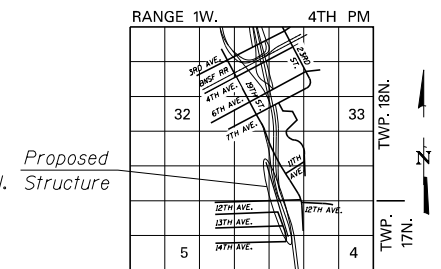 RANGE 1W. 4TH PM
3RD AVE.
BNSF RR
23RD ST.
4TH AVE.
19TH ST.
6TH AVE.
7TH AVE.
32
33
TWP. 18N.
N
11TH AVE.
Proposed
N. Structure
12TH AVE. 12TH AVE.
13TH AVE.
14TH AVE.
5
4
TWP. 17N.